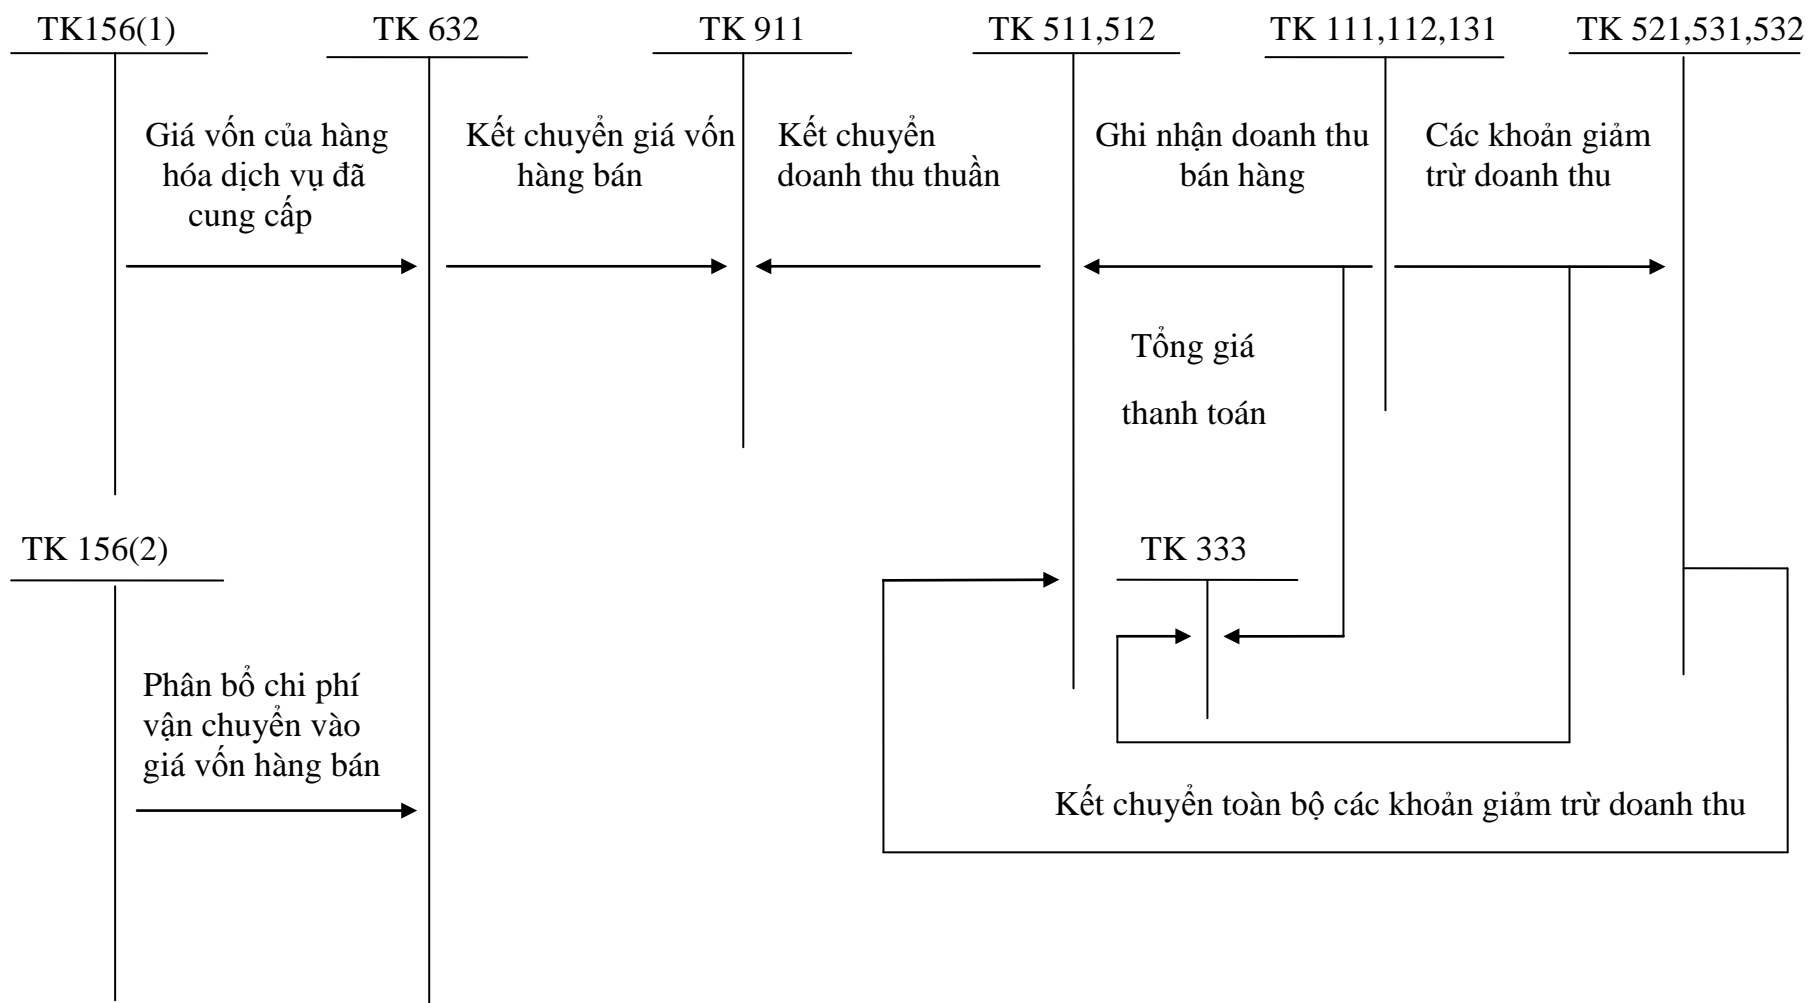 TK156(1)
TK 632
TK 911
TK 511,512
TK 111,112,131
TK 521,531,532
Giá vốn của hàng
hóa dịch vụ đã
cung cấp
Kết chuyển giá vốn
hàng bán
Kết chuyển
doanh thu thuần
Ghi nhận doanh thu
bán hàng
Các khoản giảm
trừ doanh thu
Tổng giá
thanh toán
TK 156(2)
TK 333
Phân bổ chi phí
vận chuyển vào
giá vốn hàng bán
Kết chuyển toàn bộ các khoản giảm trừ doanh thu